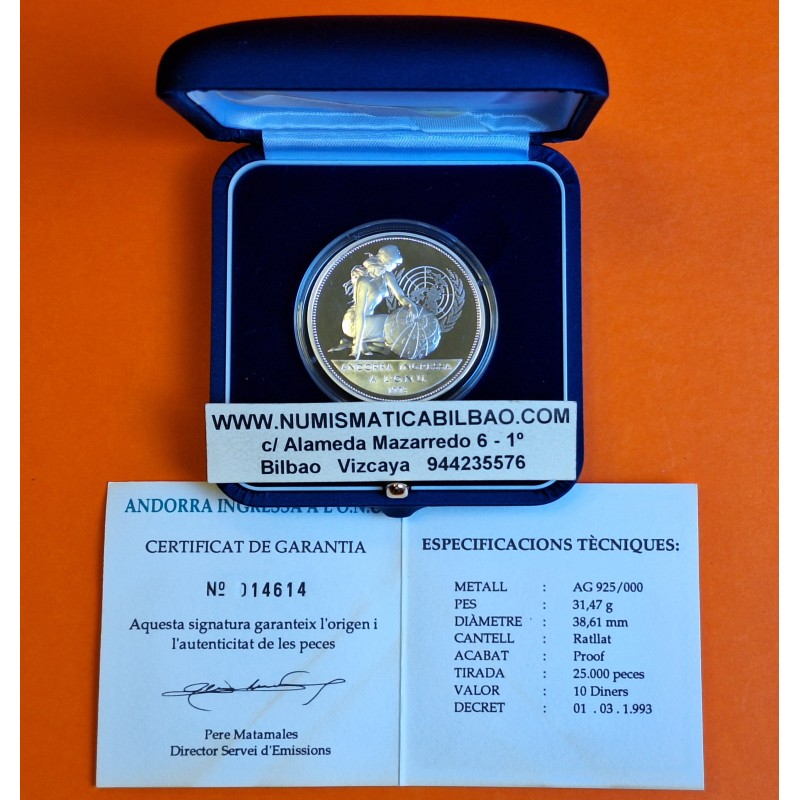 ANDORRA INGRESSA
A L'O.N.U.
WWW.NUMISMATICABILBAO.COM
c/ Alameda Mazarredo 6 - 1º
Bilbao Vizcaya 944235576
ANDORRA INGRESSA A L'O.N.U
CERTIFICAT DE GARANTIA
Nº 014614
Aquesta signatura garanteix l'origen i
l'autenticitat de les peces
Pere Matamales
Director Servei d'Emissions
ESPECIFICACIONS TÈCNIQUES:
METALL : AG 925/000
PES : 31,47 g
DIÀMETRE : 38,61 mm
CANTELL : Ratllat
ACABAT : Proof
TIRADA : 25.000 peces
VALOR : 10 Diners
DECRET : 01 . 03 . 1.993